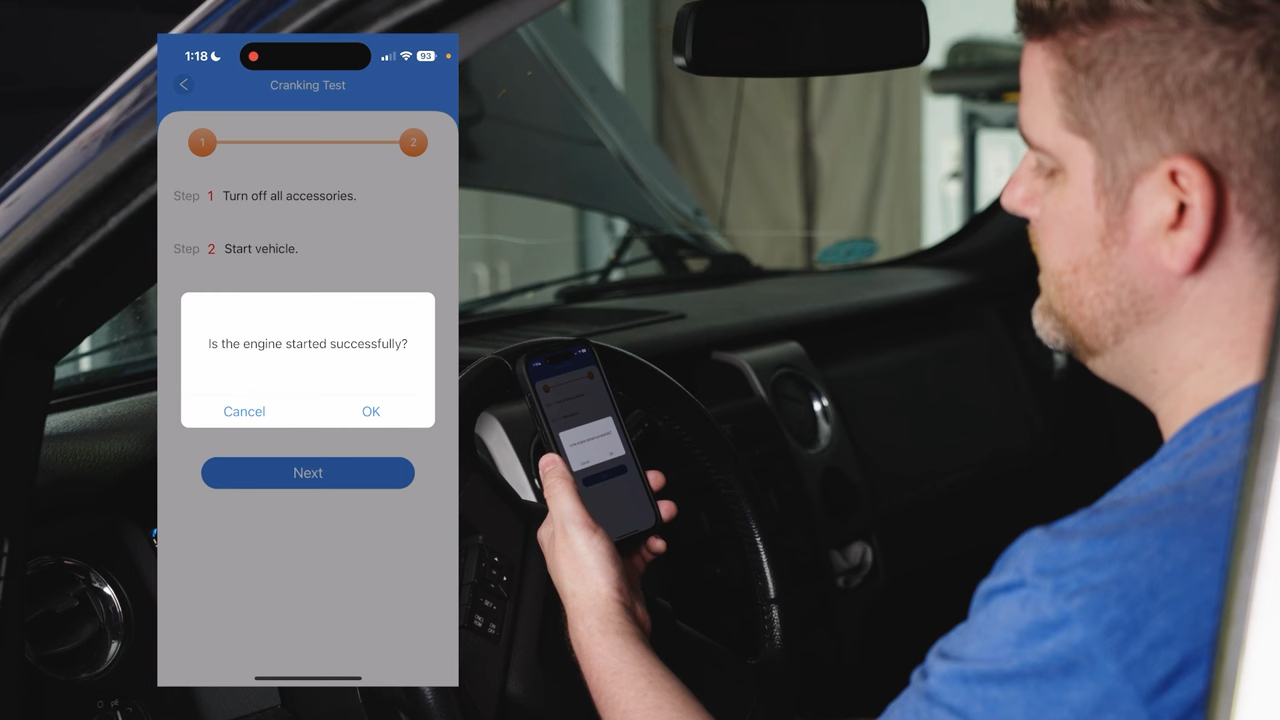 1:18
93
Cranking Test
1
2
Step 1 Turn off all accessories.
Step 2 Start vehicle.
Is the engine started successfully?
Cancel OK
Next